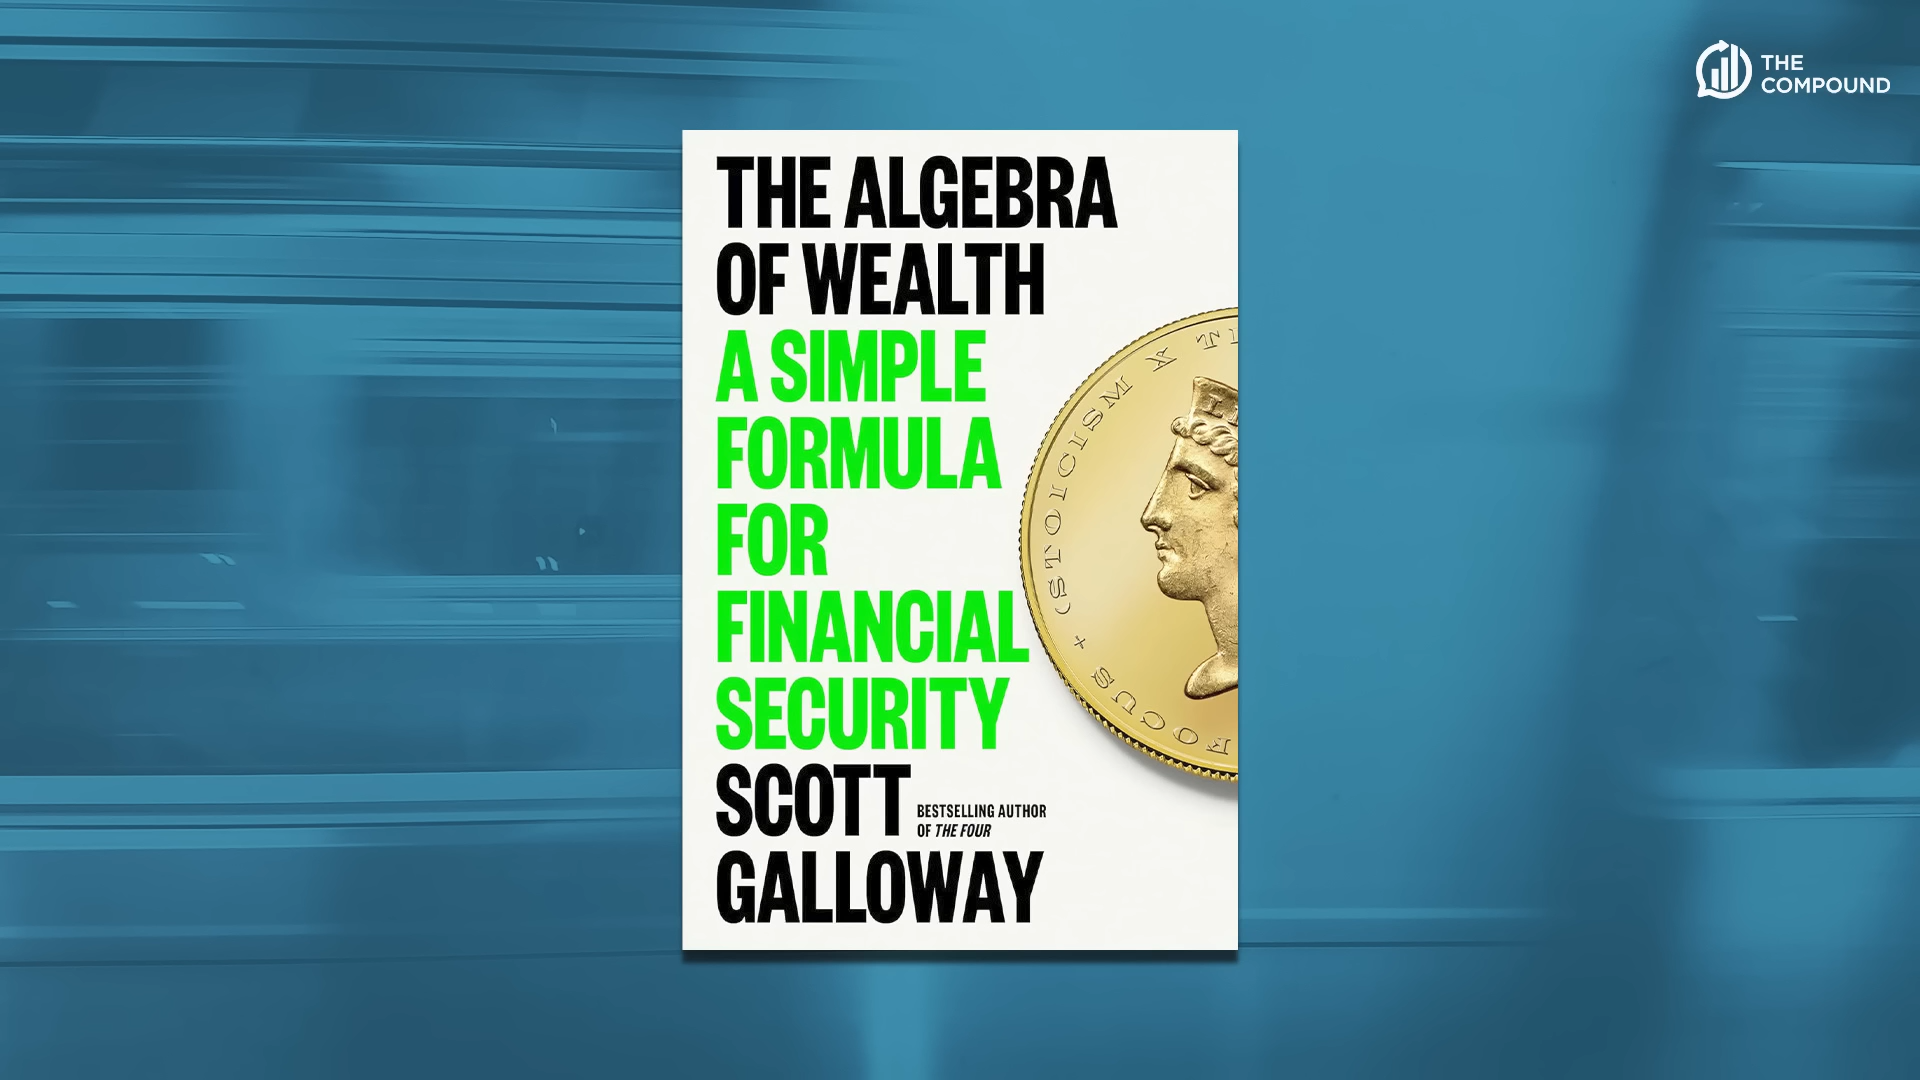 THE
COMPOUND
THE ALGEBRA
OF WEALTH
A SIMPLE
FORMULA
FOR
FINANCIAL
SECURITY
SCOTT
BESTSELLING AUTHOR
OF THE FOUR
GALLOWAY
FOCUS + (STOICISM X